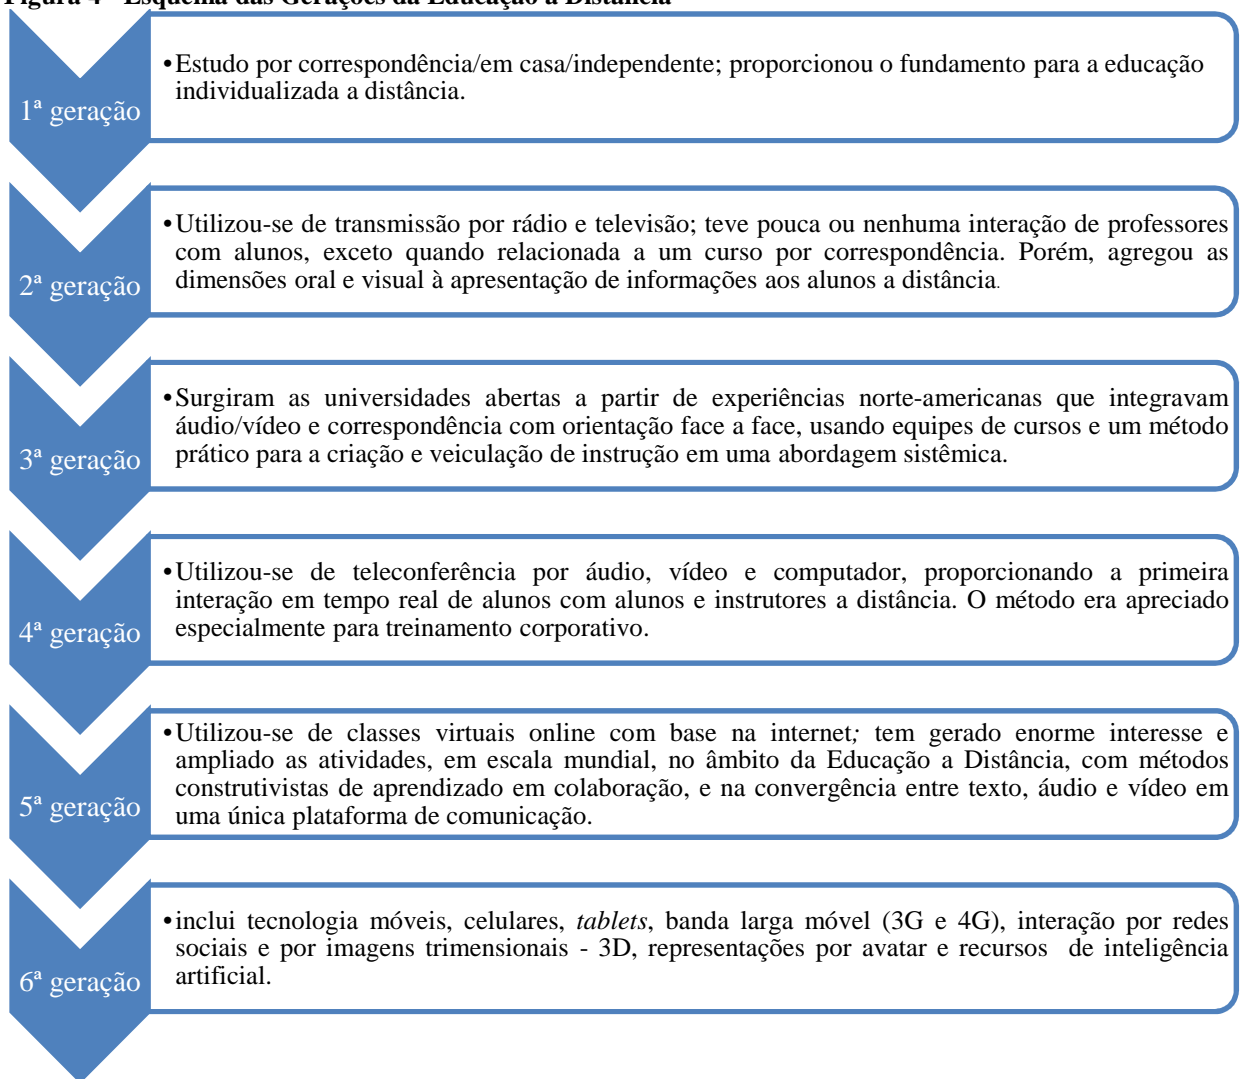 Figura 4 - Esquema das Gerações da Educação a Distância
1ª geração
•Estudo por correspondência/em casa/independente; proporcionou o fundamento para a educação
individualizada a distância.
2ª geração
•Utilizou-se de transmissão por rádio e televisão; teve pouca ou nenhuma interação de professores
com alunos, exceto quando relacionada a um curso por correspondência. Porém, agregou as
dimensões oral e visual à apresentação de informações aos alunos a distância.
3ª geração
•Surgiram as universidades abertas a partir de experiências norte-americanas que integravam
áudio/vídeo e correspondência com orientação face a face, usando equipes de cursos e um método
prático para a criação e veiculação de instrução em uma abordagem sistêmica.
4ª geração
•Utilizou-se de teleconferência por áudio, vídeo e computador, proporcionando a primeira
interação em tempo real de alunos com alunos e instrutores a distância. O método era apreciado
especialmente para treinamento corporativo.
5ª geração
•Utilizou-se de classes virtuais online com base na internet; tem gerado enorme interesse e
ampliado as atividades, em escala mundial, no âmbito da Educação a Distância, com métodos
construtivistas de aprendizado em colaboração, e na convergência entre texto, áudio e vídeo em
uma única plataforma de comunicação.
6ª geração
•inclui tecnologia móveis, celulares, tablets, banda larga móvel (3G e 4G), interação por redes
sociais e por imagens trimensionais - 3D, representações por avatar e recursos de inteligência
artificial.